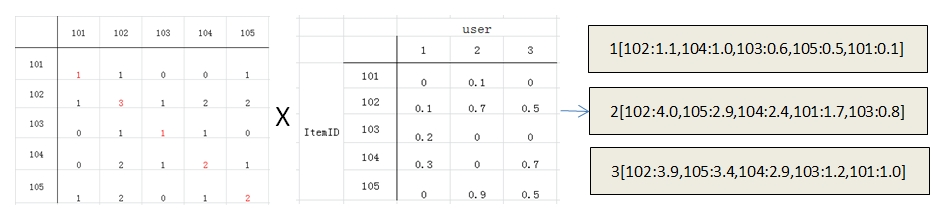 101 102 103 104 105
101 1 1 0 0 1
102 1 3 1 2 2
103 0 1 1 1 0
104 0 2 1 2 1
105 1 2 0 1 2
X
user
1 2 3
ItemID
101 0 0.1 0
102 0.1 0.7 0.5
103 0.2 0 0
104 0.3 0 0.7
105 0 0.9 0.5
1[102:1.1,104:1.0,103:0.6,105:0.5,101:0.1]
2[102:4.0,105:2.9,104:2.4,101:1.7,103:0.8]
3[102:3.9,105:3.4,104:2.9,103:1.2,101:1.0]